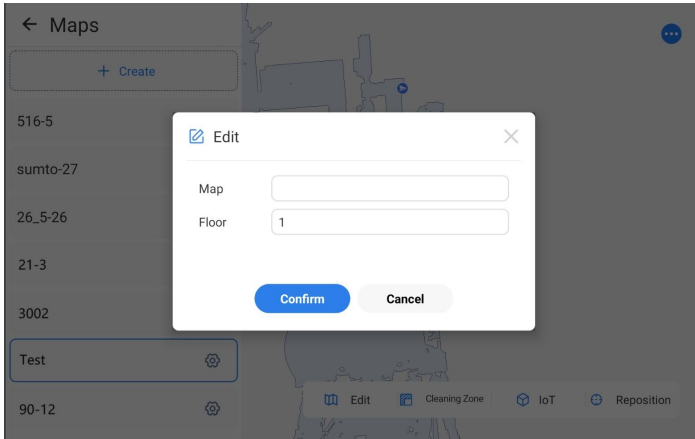 Maps
+ Create
516-5
sumto-27
26_5-26
21-3
3002
Test
90-12
Edit
Map
Floor 1
Confirm Cancel
Edit Cleaning Zone IoT Reposition